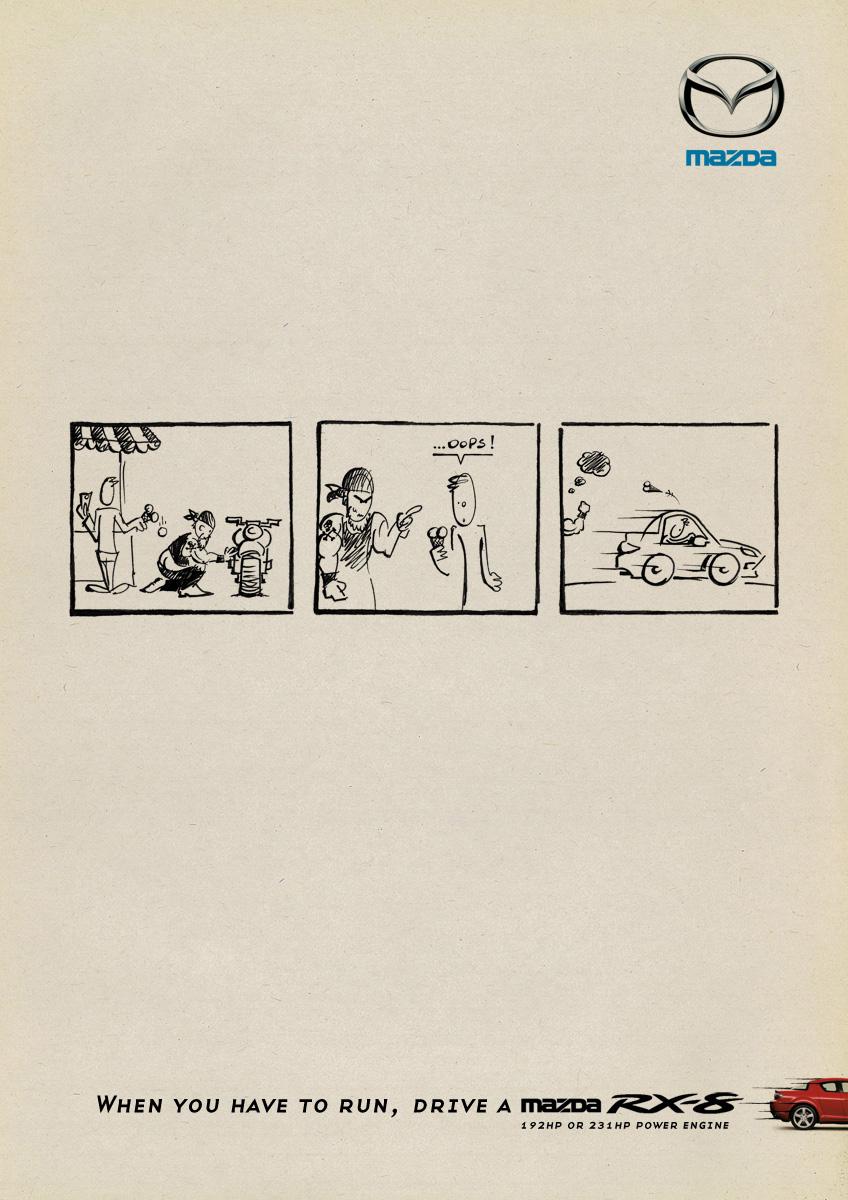 mazda
...OOPS!
WHEN YOU HAVE TO RUN, DRIVE A mazda RX-8
192HP OR 231HP POWER ENGINE